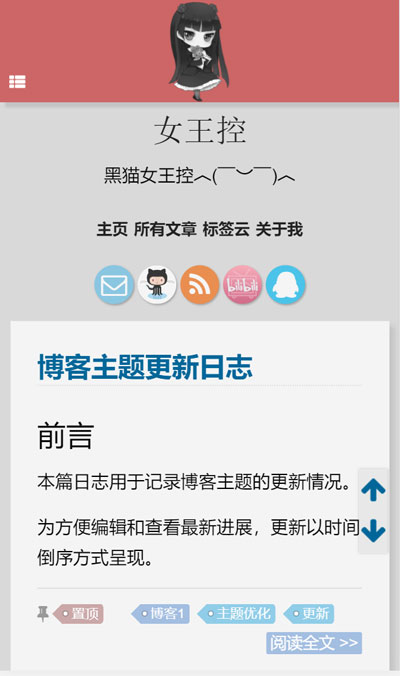 女王控
黑猫女王控︿(￣︶￣)︿
主页 所有文章 标签云 关于我
bilibili
博客主题更新日志
前言
本篇日志用于记录博客主题的更新情况。
为方便编辑和查看最新进展，更新以时间
倒序方式呈现。
置顶 博客1 主题优化 更新
阅读全文 >>